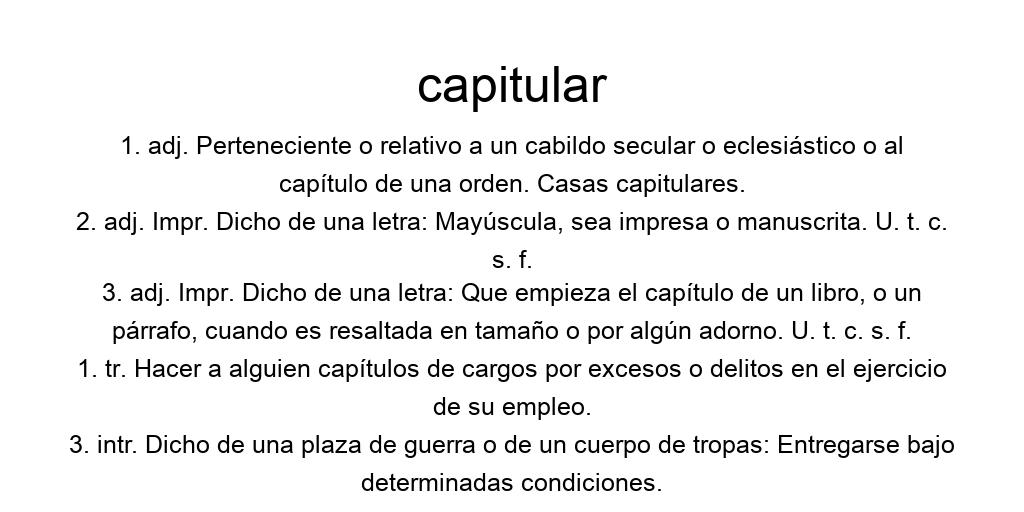 capitular
1. adj. Perteneciente o relativo a un cabildo secular o eclesiástico o al
capítulo de una orden. Casas capitulares.
2. adj. Impr. Dicho de una letra: Mayúscula, sea impresa o manuscrita. U. t. c.
s. f.
3. adj. Impr. Dicho de una letra: Que empieza el capítulo de un libro, o un
párrafo, cuando es resaltada en tamaño o por algún adorno. U. t. c. s. f.
1. tr. Hacer a alguien capítulos de cargos por excesos o delitos en el ejercicio
de su empleo.
3. intr. Dicho de una plaza de guerra o de un cuerpo de tropas: Entregarse bajo
determinadas condiciones.